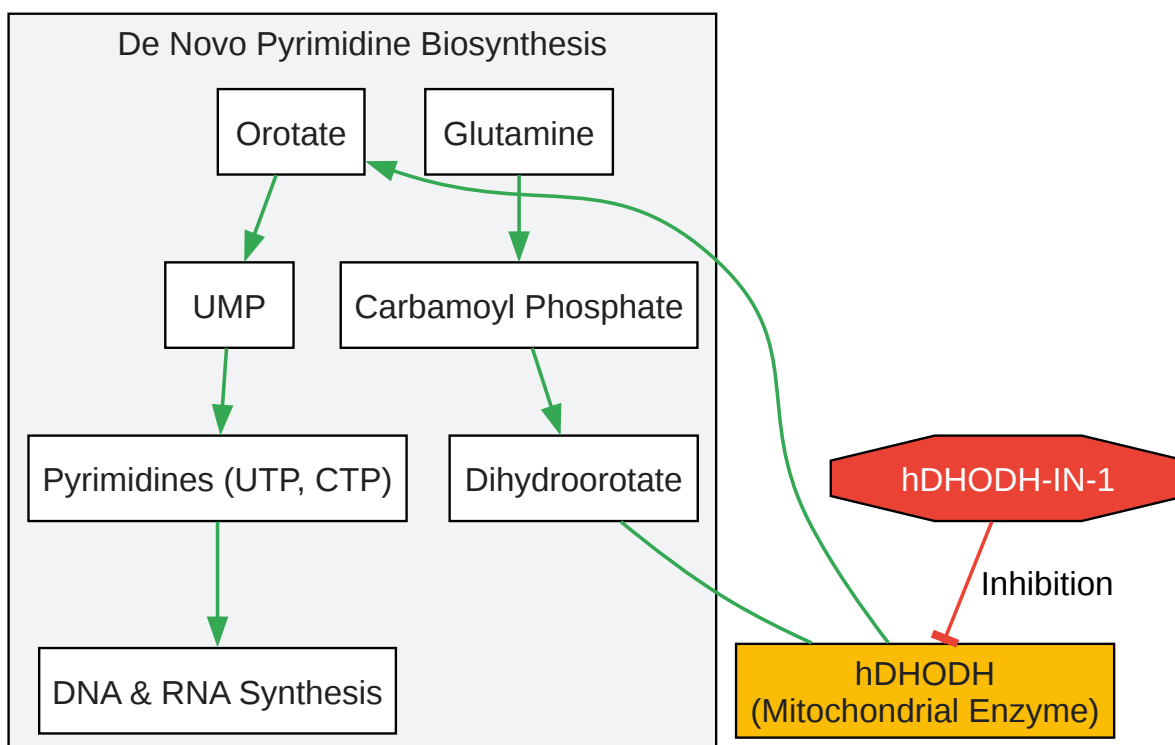 De Novo Pyrimidine Biosynthesis
Orotate
Glutamine
UMP
Carbamoyl Phosphate
Pyrimidines (UTP, CTP)
Dihydroorotate
hDHODH-IN-1
Inhibition
DNA & RNA Synthesis
hDHODH
(Mitochondrial Enzyme)